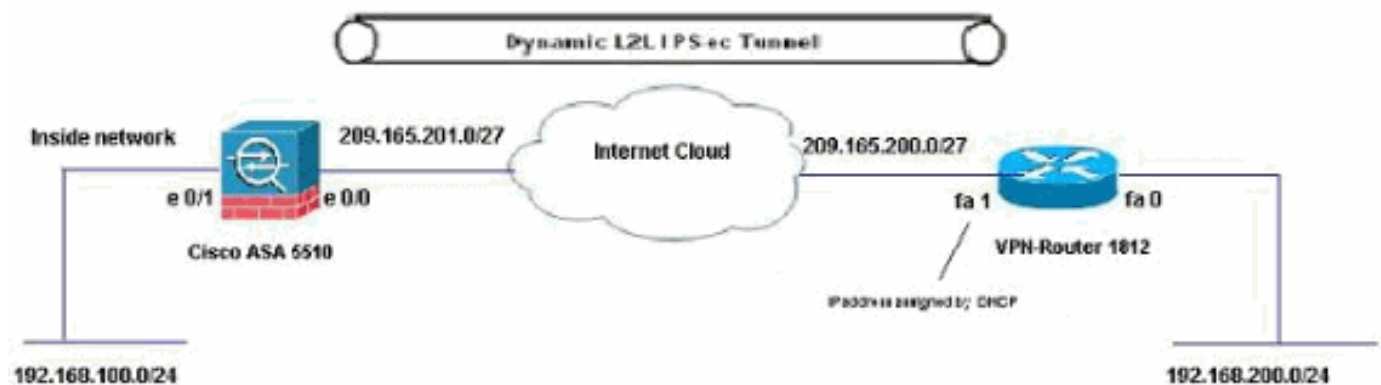 Dynamic L2L IPSec Tunnel
Inside network
209.165.201.0/27
Internet Cloud
209.165.200.0/27
e 0/1
e 0/0
fa 1
fa 0
Cisco ASA 5510
VPN-Router 1812
IP address assigned by DHCP
192.168.100.0/24
192.168.200.0/24